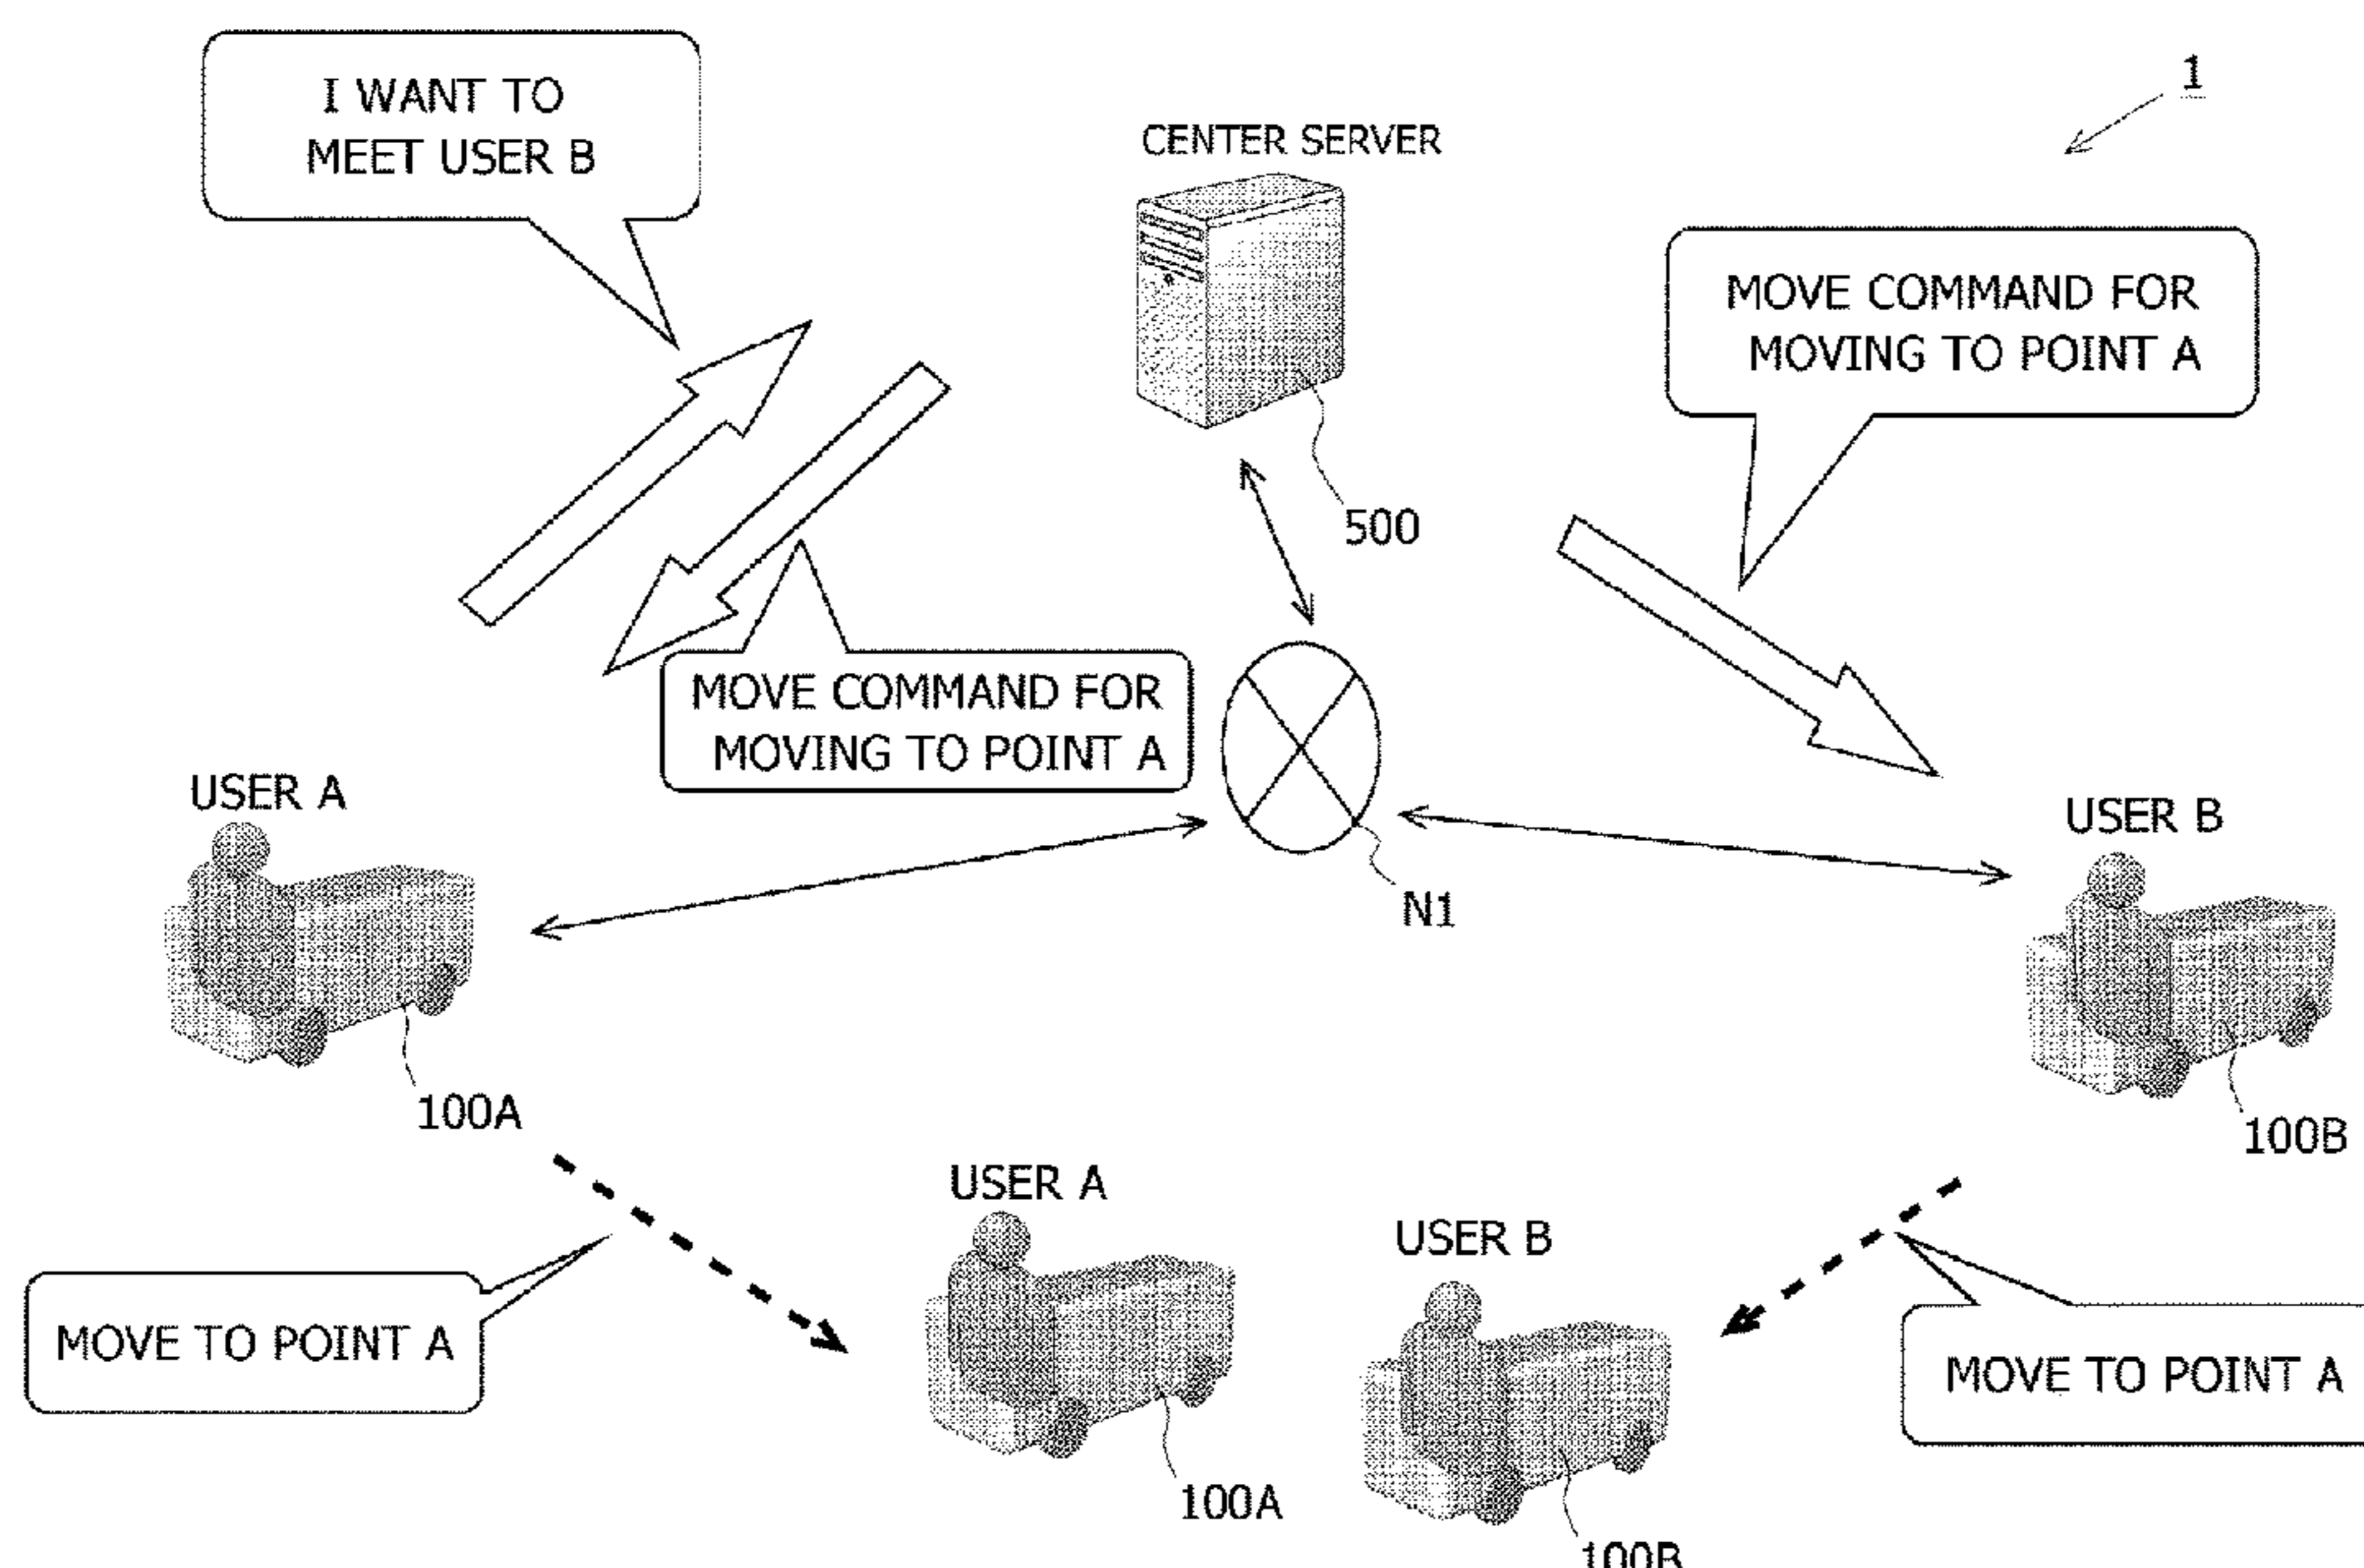 I WANT TO
MEET USER B
1
CENTER SERVER
MOVE COMMAND FOR
MOVING TO POINT A
500
MOVE COMMAND FOR
MOVING TO POINT A
USER A
USER B
N1
100A
100B
USER A
USER B
MOVE TO POINT A
MOVE TO POINT A
100A
100B